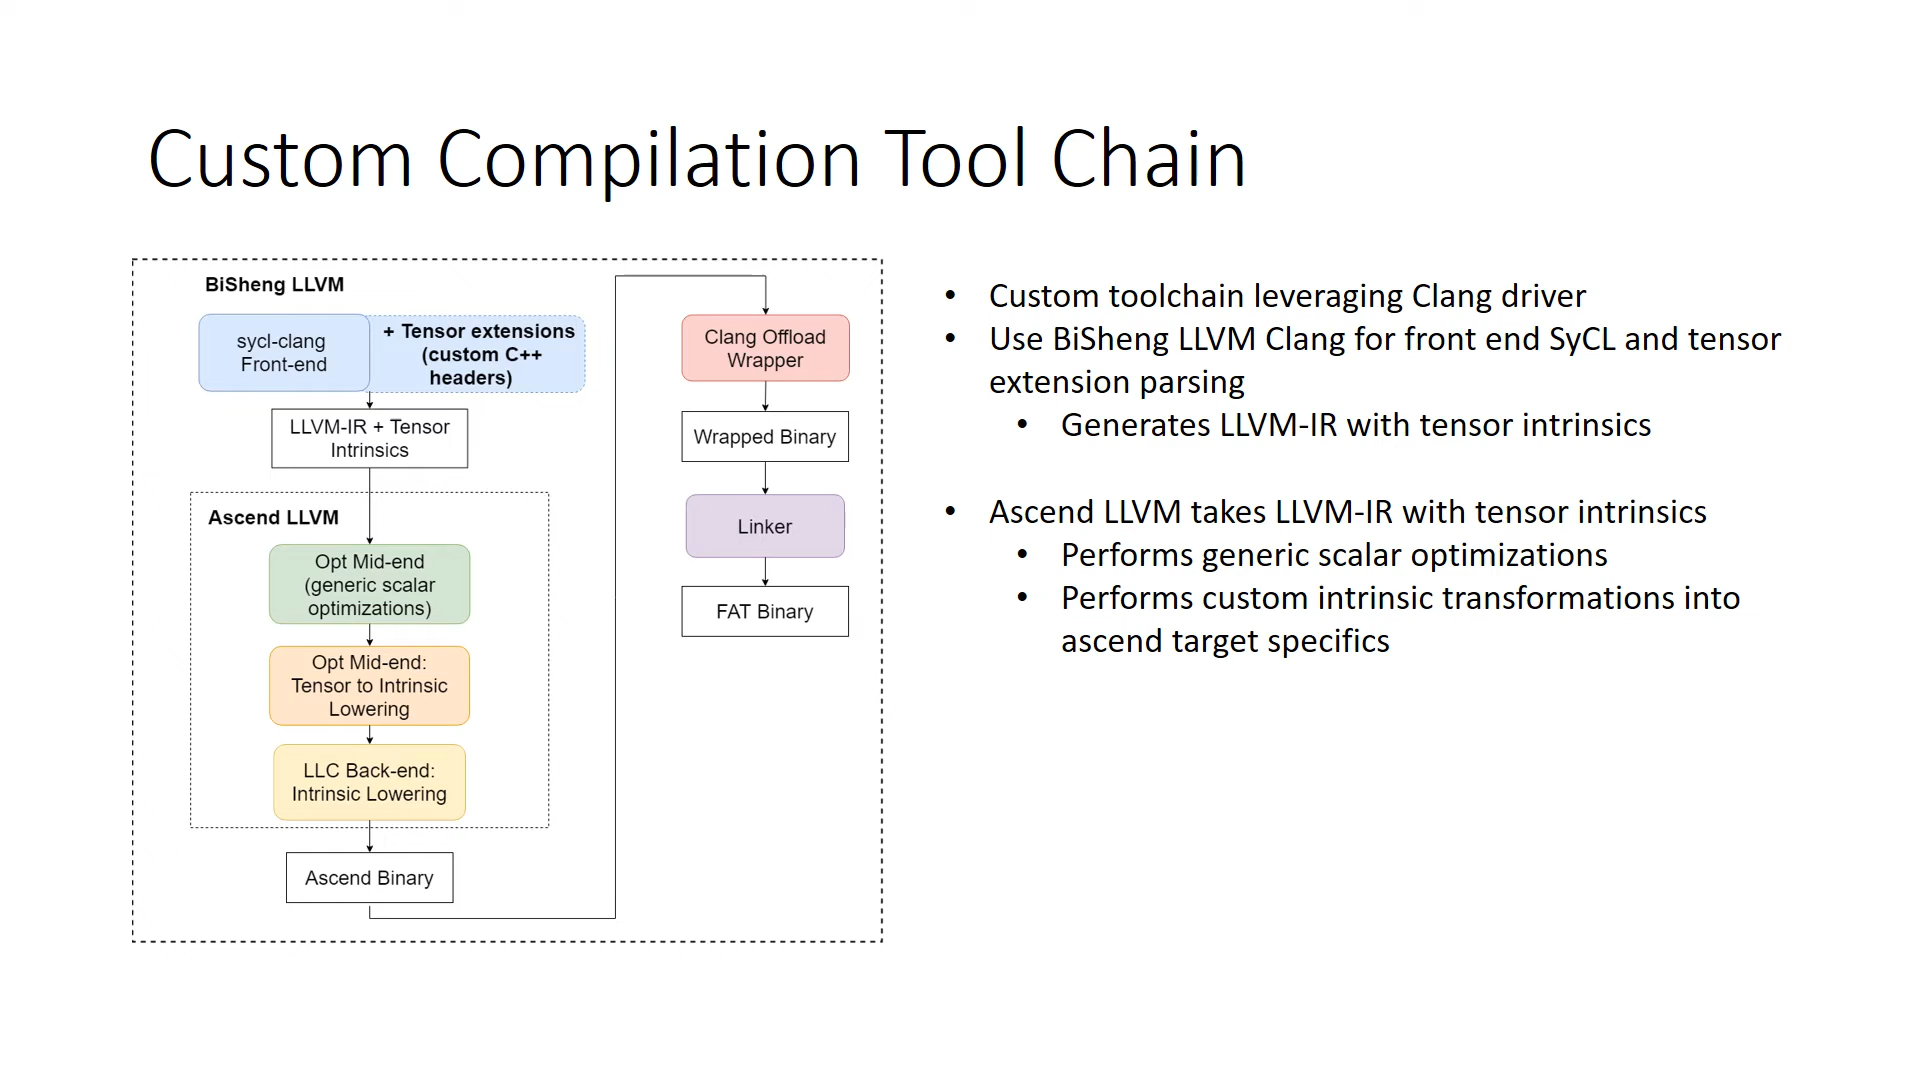 Custom Compilation Tool Chain
BiSheng LLVM
sycl-clang
Front-end
+ Tensor extensions
(custom C++
headers)
LLVM-IR + Tensor
Intrinsics
Ascend LLVM
Opt Mid-end
(generic scalar
optimizations)
Opt Mid-end:
Tensor to Intrinsic
Lowering
LLC Back-end:
Intrinsic Lowering
Ascend Binary
Clang Offload
Wrapper
Wrapped Binary
Linker
FAT Binary
• Custom toolchain leveraging Clang driver
• Use BiSheng LLVM Clang for front end SyCL and tensor
extension parsing
• Generates LLVM-IR with tensor intrinsics
• Ascend LLVM takes LLVM-IR with tensor intrinsics
• Performs generic scalar optimizations
• Performs custom intrinsic transformations into
ascend target specifics